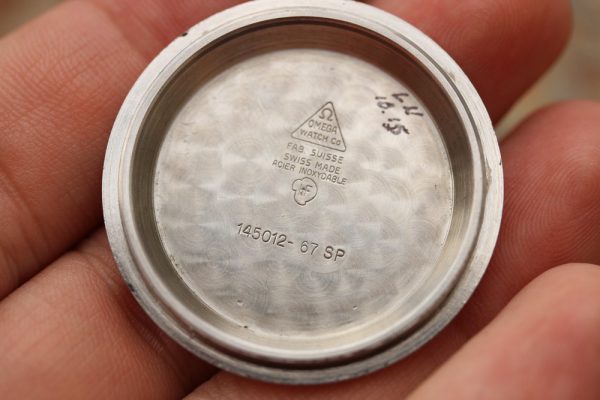 Ω
OMEGA
WATCH Co
FAB. SUISSE
SWISS MADE
ACIER INOXYDABLE
145012- 67 SP